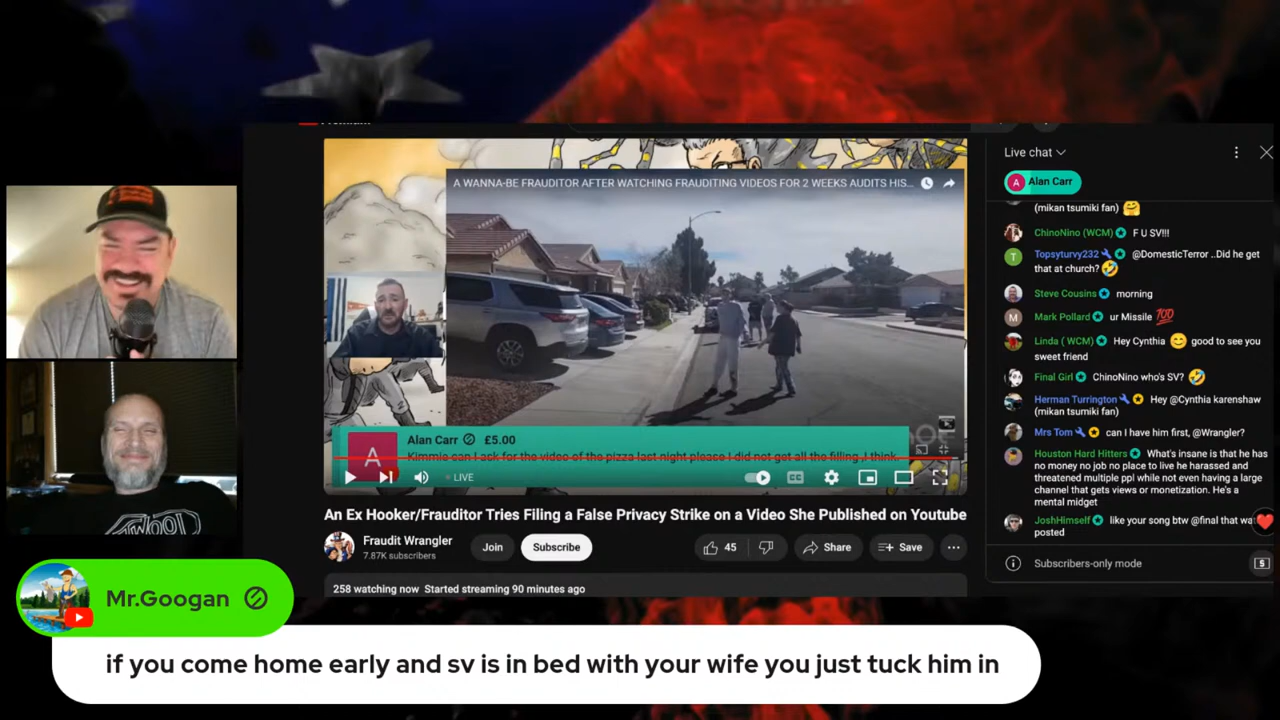 Live chat
Alan Carr
(mikan tsumiki fan)
ChinoNino (WCM) F U SV!!!
Topsyturvy232 @DomesticTerror ..Did he get
that at church?
Steve Cousins morning
Mark Pollard ur Missile 💯
Linda ( WCM) Hey Cynthia 😊 good to see you
sweet friend
Final Girl ChinoNino who's SV? 🤣
Herman Turrington Hey @Cynthia karenshaw
(mikan tsumiki fan)
Mrs Tom can I have him first, @Wrangler?
Houston Hard Hitters What's insane is that he has
no money no job no place to live he harassed and
threatened multiple ppl while not even having a large
channel that gets views or monetization. He's a
mental midget
JoshHimself like your song btw @final that wa
posted
Subscribers-only mode
5
A WANNA-BE FRAUDITOR AFTER WATCHING FRAUDITING VIDEOS FOR 2 WEEKS AUDITS HIS...
Alan Carr £5.00
A
Kimmie can I ask for the video of the pizza last night please I did not get all the filling ,I think.
LIVE
CC
An Ex Hooker/Frauditor Tries Filing a False Privacy Strike on a Video She Published on Youtube
Fraudit Wrangler
7.87K subscribers
Join
Subscribe
45
Share
Save
258 watching now Started streaming 90 minutes ago
Mr.Googan
if you come home early and sv is in bed with your wife you just tuck him in